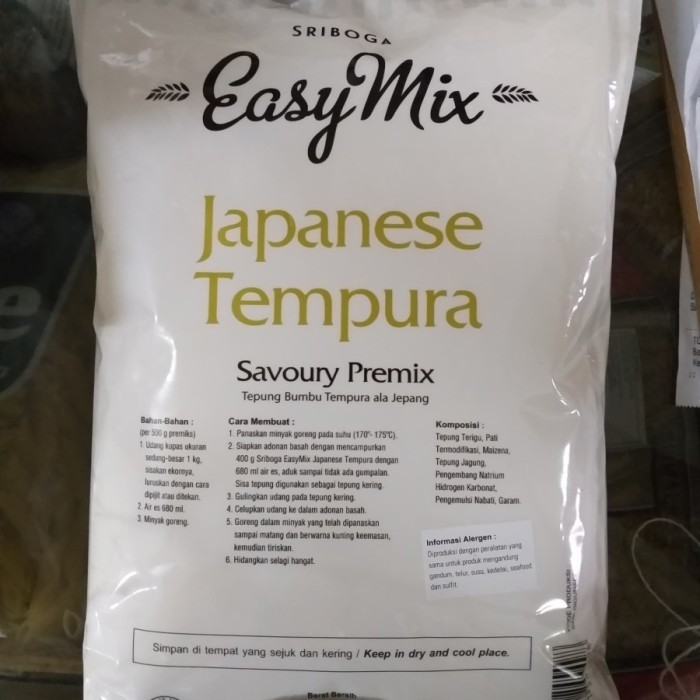 SRIBOGA
EasyMix
Japanese
Tempura
Savoury Premix
Tepung Bumbu Tempura ala Jepang
Bahan-Bahan :
(per 500 g premiks)
1. Udang kupas ukuran
sedang-besar 1 kg,
sisakan ekornya,
luruskan dengan cara
dipijit atau ditekan.
2. Air es 680 ml.
3. Minyak goreng.
Cara Membuat :
1. Panaskan minyak goreng pada suhu (170°- 175°C).
2. Siapkan adonan basah dengan mencampurkan
400 g Sriboga EasyMix Japanese Tempura dengan
680 ml air es, aduk sampai tidak ada gumpalan.
Sisa tepung digunakan sebagai tepung kering.
3. Gulingkan udang pada tepung kering.
4. Celupkan udang ke dalam adonan basah.
5. Goreng dalam minyak yang telah dipanaskan
sampai matang dan berwarna kuning keemasan,
kemudian tiriskan.
6. Hidangkan selagi hangat.
Komposisi :
Tepung Terigu, Pati
Termodifikasi, Maizena,
Tepung Jagung,
Pengembang Natrium
Hidrogen Karbonat,
Pengemulsi Nabati, Garam.
Informasi Alergen :
Diproduksi dengan peralatan yang
sama untuk produk mengandung
gandum, telur, susu, kedelai, seafood
dan sulfit.
Simpan di tempat yang sejuk dan kering / Keep in dry and cool place.
Berat Bersih